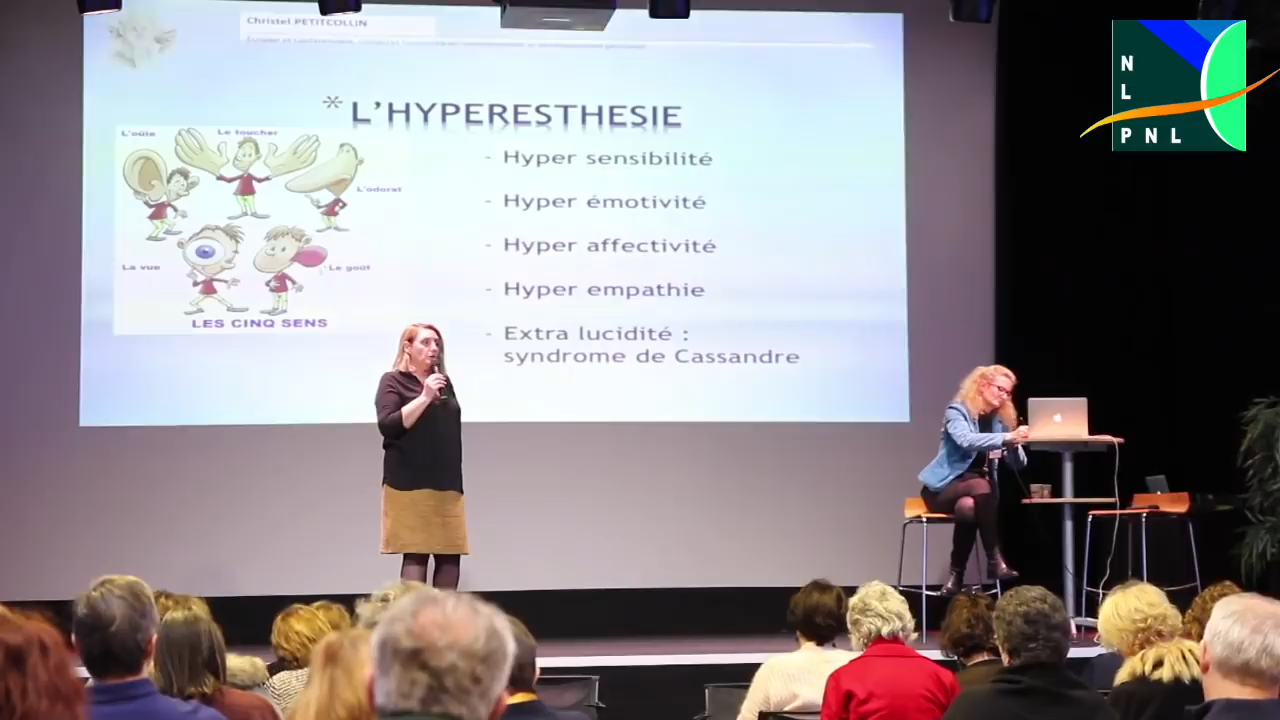 Christel PETITCOLLIN
* L'HYPERESTHESIE
L'ouïe
Le toucher
L'odorat
La vue
Le goût
LES CINQ SENS
- Hyper sensibilité
- Hyper émotivité
- Hyper affectivité
- Hyper empathie
- Extra lucidité :
syndrome de Cassandre
N
L
P N L